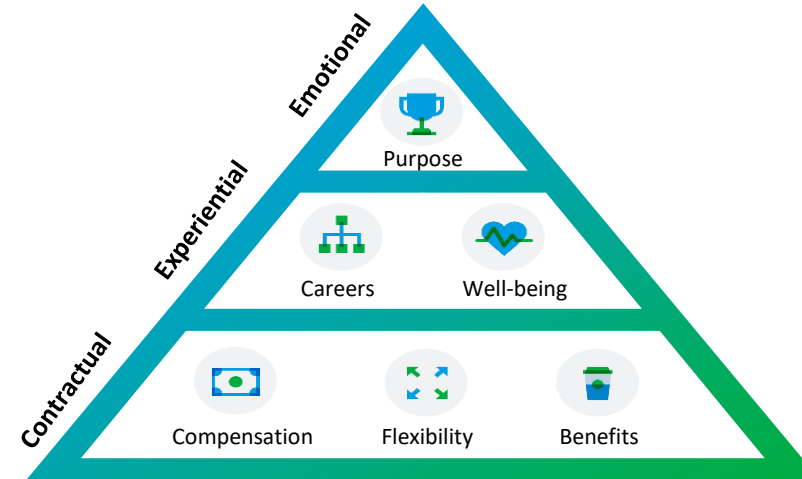 Emotional
Purpose
Experiential
Careers Well-being
Contractual
Compensation Flexibility Benefits